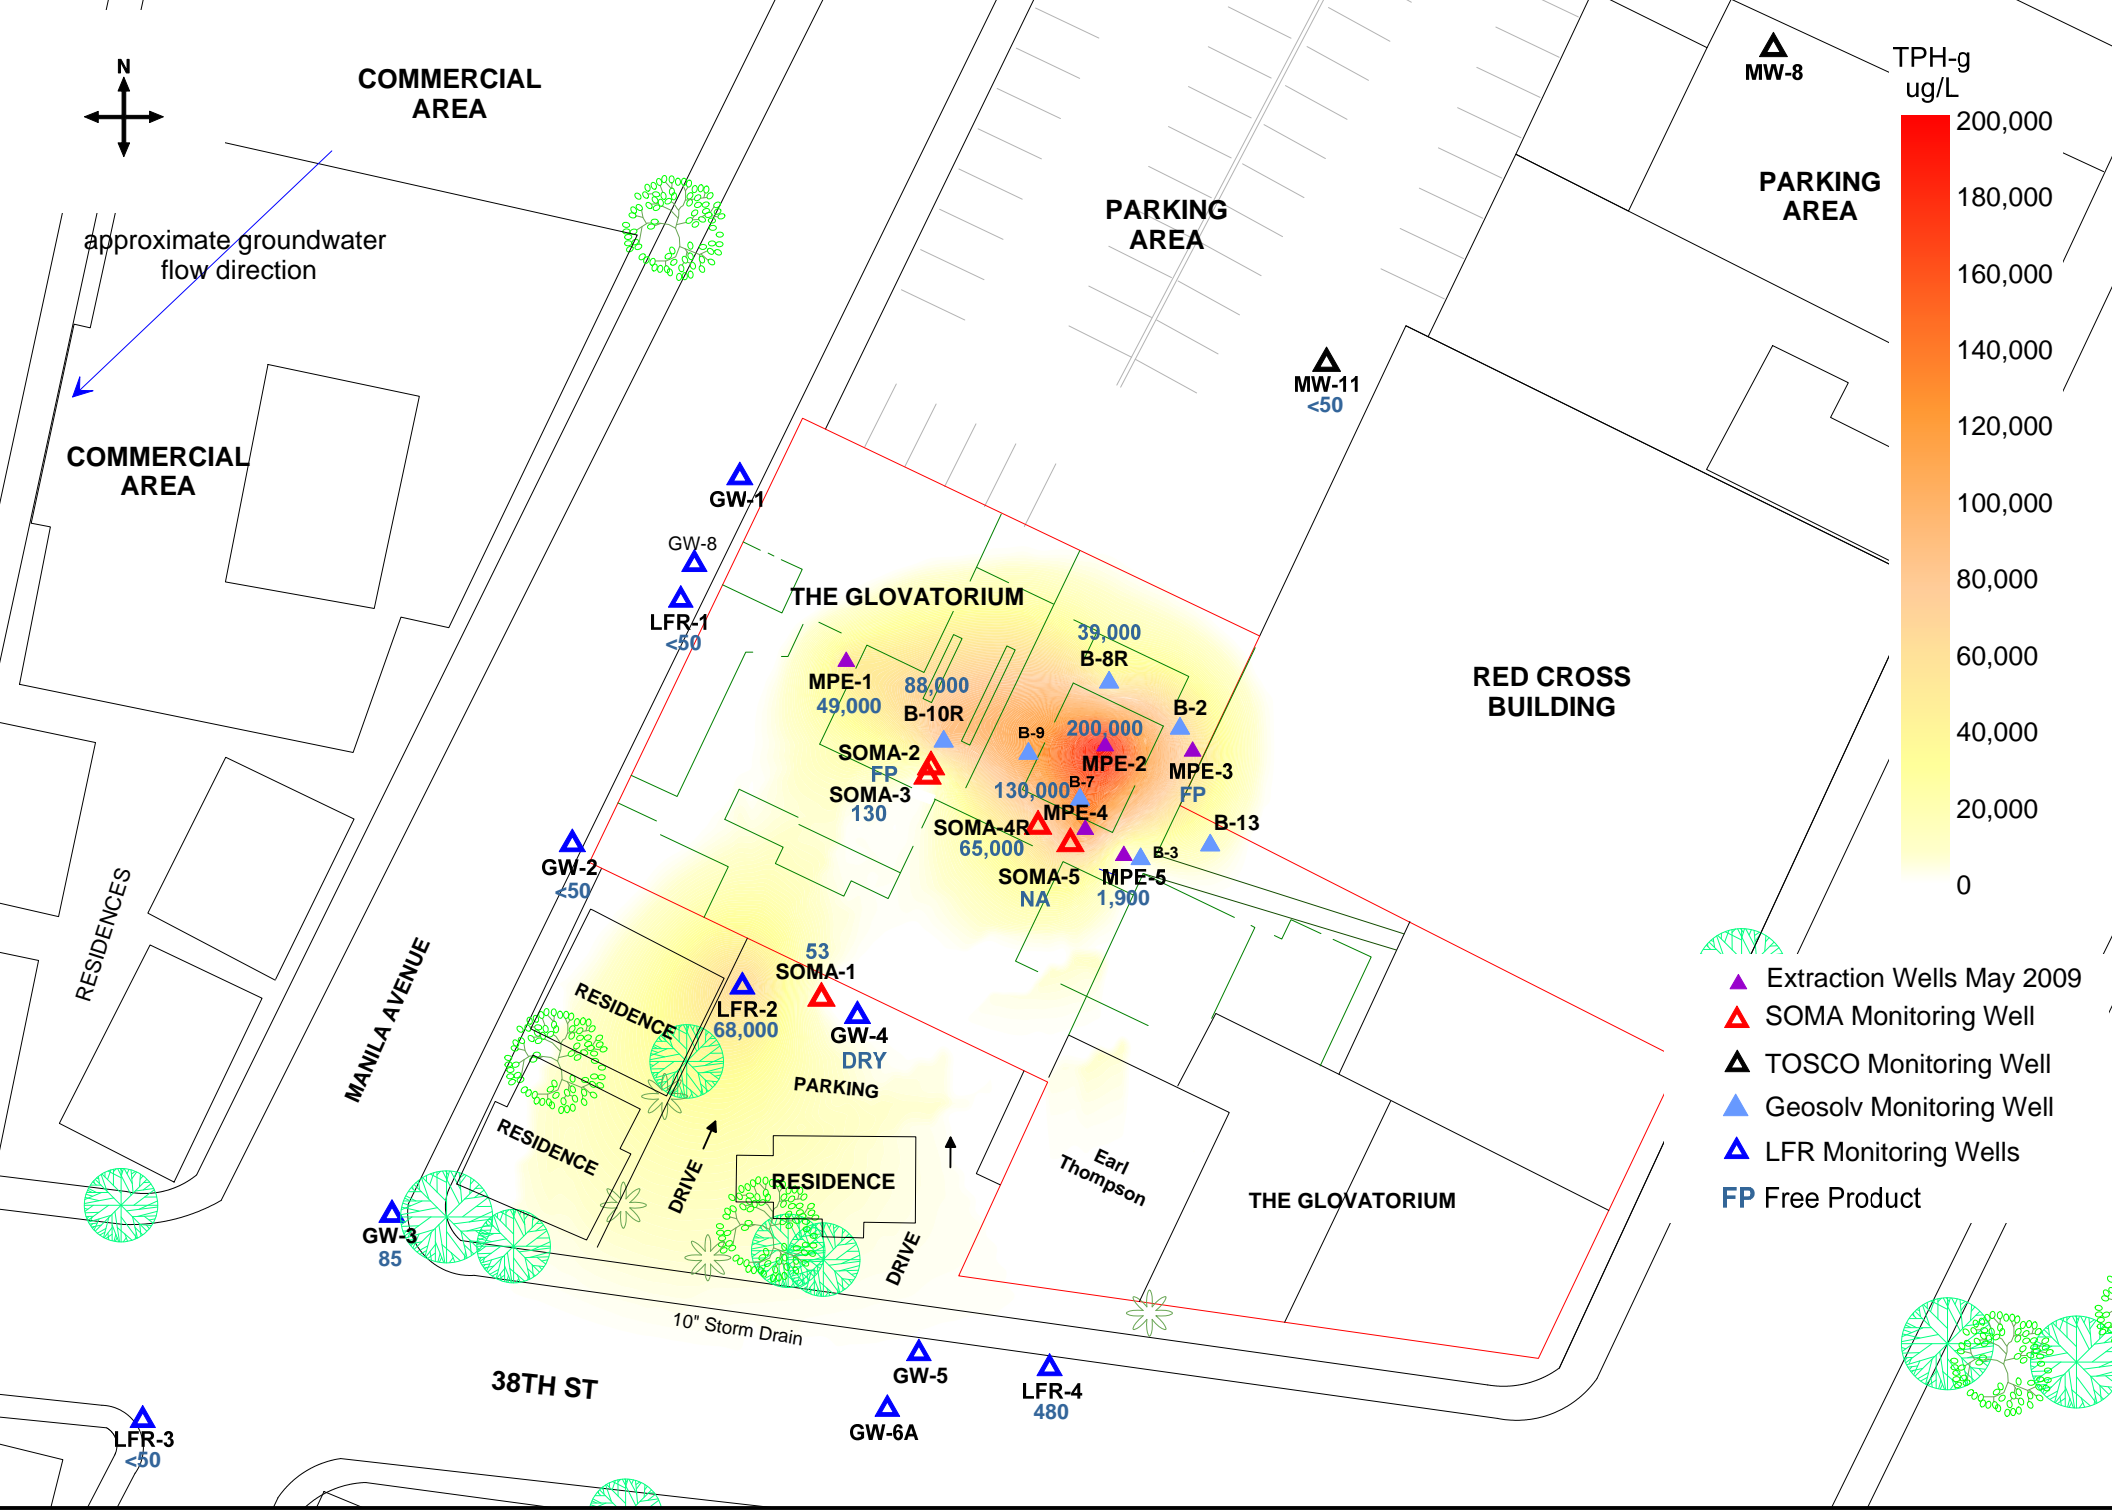 N
COMMERCIAL
AREA
approximate groundwater
flow direction
COMMERCIAL
AREA
PARKING
AREA
MW-8
PARKING
AREA
TPH-g
ug/L
200,000
180,000
160,000
140,000
120,000
100,000
80,000
60,000
40,000
20,000
0
MW-11
<50
GW-1
GW-8
LFR-1
<50
THE GLOVATORIUM
MPE-1
49,000
88,000
B-10R
39,000
B-8R
B-2
200,000
B-9
MPE-2
MPE-3
FP
SOMA-2
FP
SOMA-3
130
B-7
130,000
MPE-4
SOMA-4R
65,000
B-13
B-3
SOMA-5
NA
MPE-5
1,900
RED CROSS
BUILDING
GW-2
<50
RESIDENCES
MANILA AVENUE
53
SOMA-1
RESIDENCE
LFR-2
68,000
GW-4
DRY
PARKING
RESIDENCE
DRIVE
RESIDENCE
DRIVE
Earl
Thompson
THE GLOVATORIUM
GW-3
85
10" Storm Drain
38TH ST
GW-5
GW-6A
LFR-4
480
LFR-3
<50
Extraction Wells May 2009
SOMA Monitoring Well
TOSCO Monitoring Well
Geosolv Monitoring Well
LFR Monitoring Wells
FP Free Product